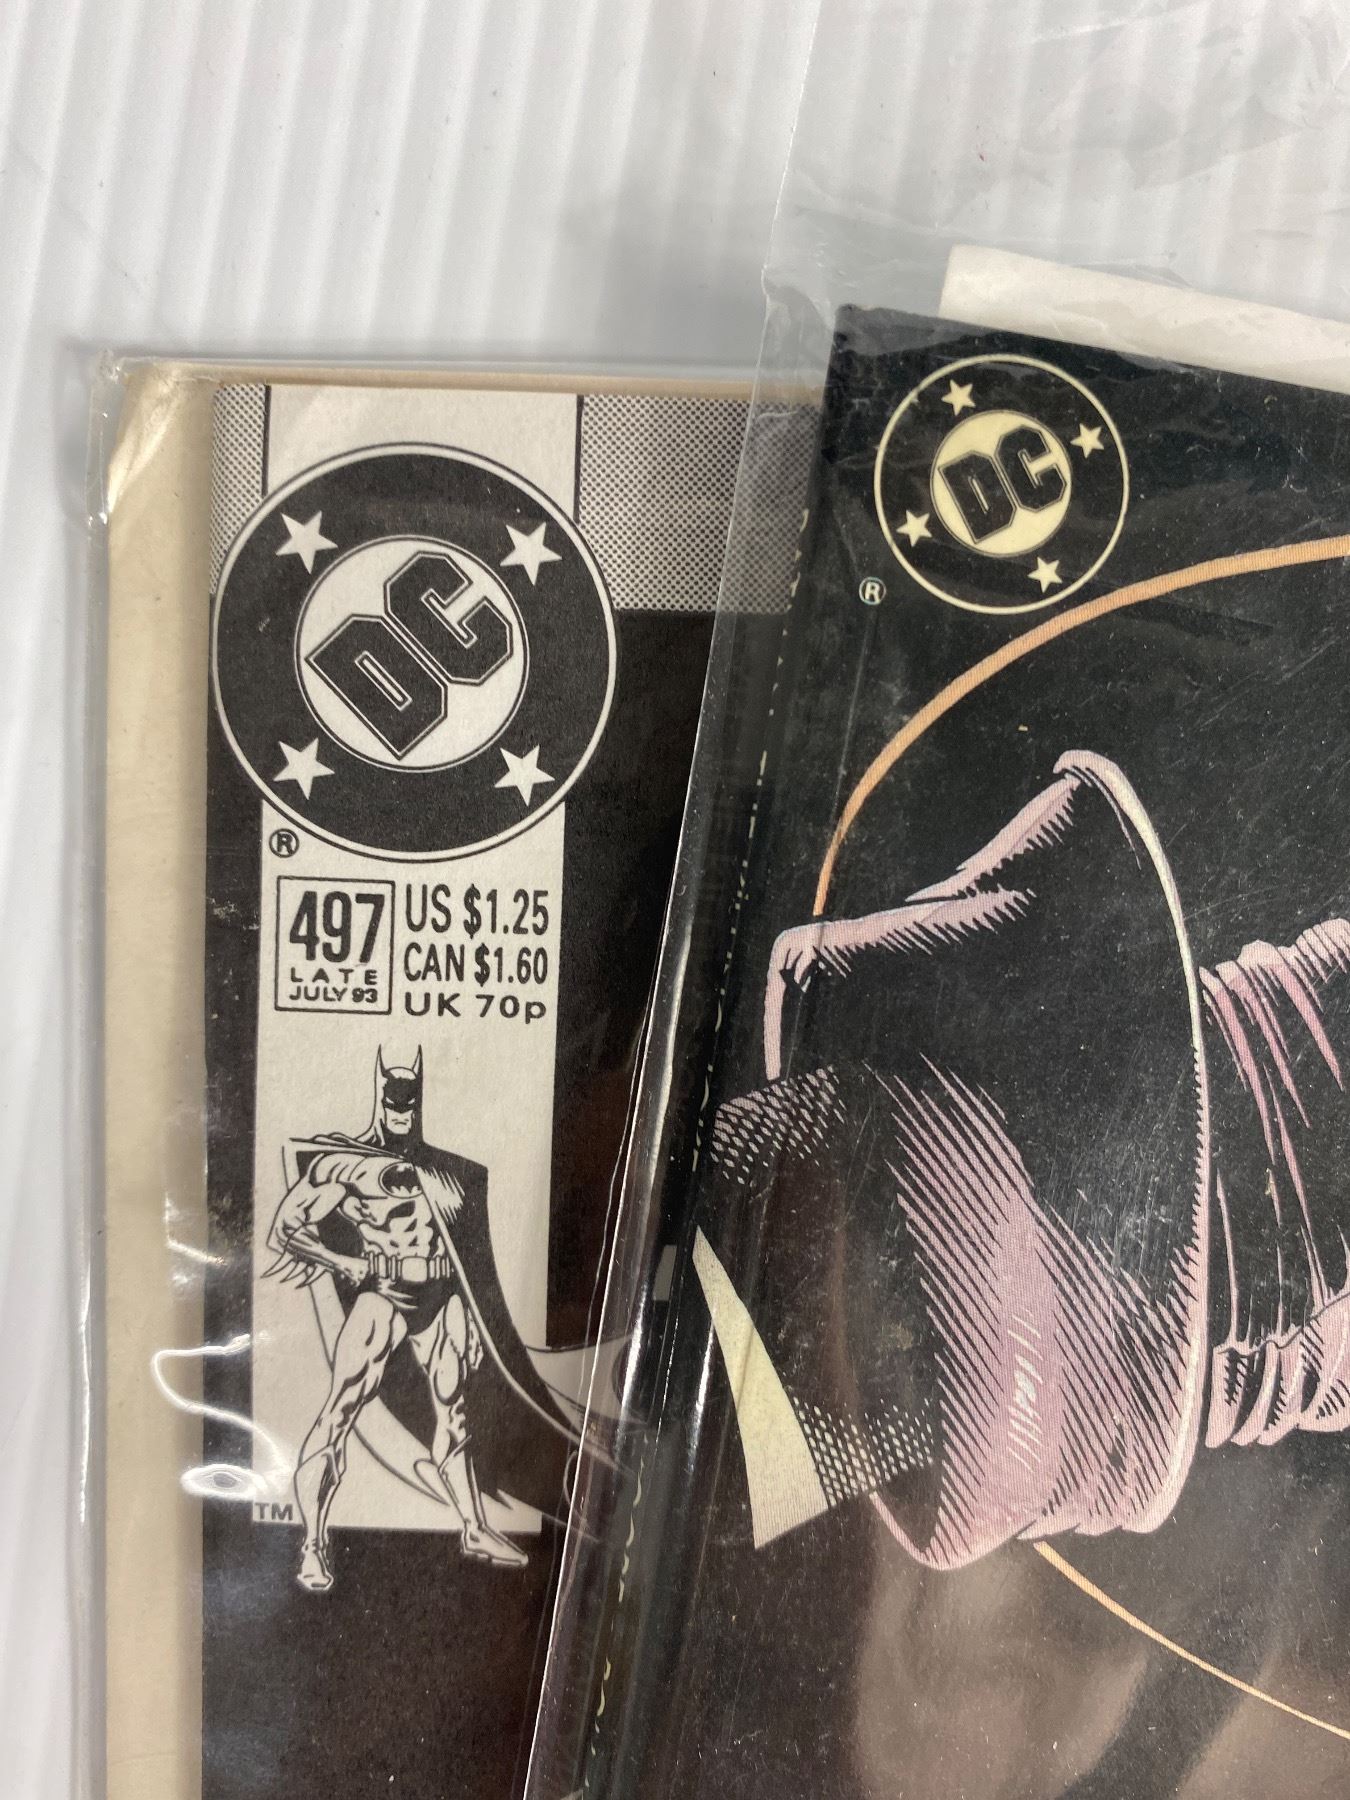 DC
®
497
LATE
JULY 93
US $1.25
CAN $1.60
UK 70p
TM
DC
®